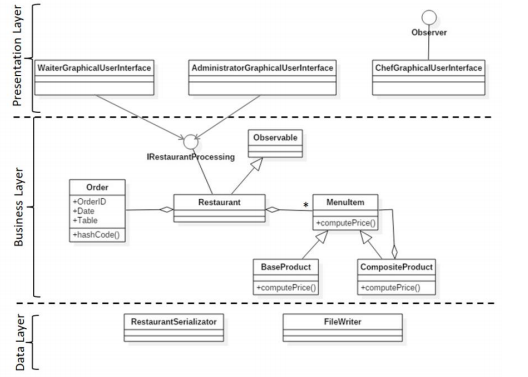 Presentation Layer
Observer
WaiterGraphicalUserInterface
AdministratorGraphicalUserInterface
ChefGraphicalUserInterface
Business Layer
Observable
IRestaurantProcessing
Order
+OrderID
+Date
+Table
+hashCode()
Restaurant
*
MenuItem
+computePrice()
BaseProduct
+computePrice()
CompositeProduct
+computePrice()
Data Layer
RestaurantSerializator
FileWriter